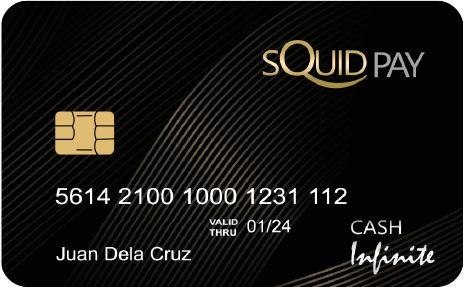 SQUID PAY
5614 2100 1000 1231 112
VALID THRU 01/24
CASH
Juan Dela Cruz
Infinite